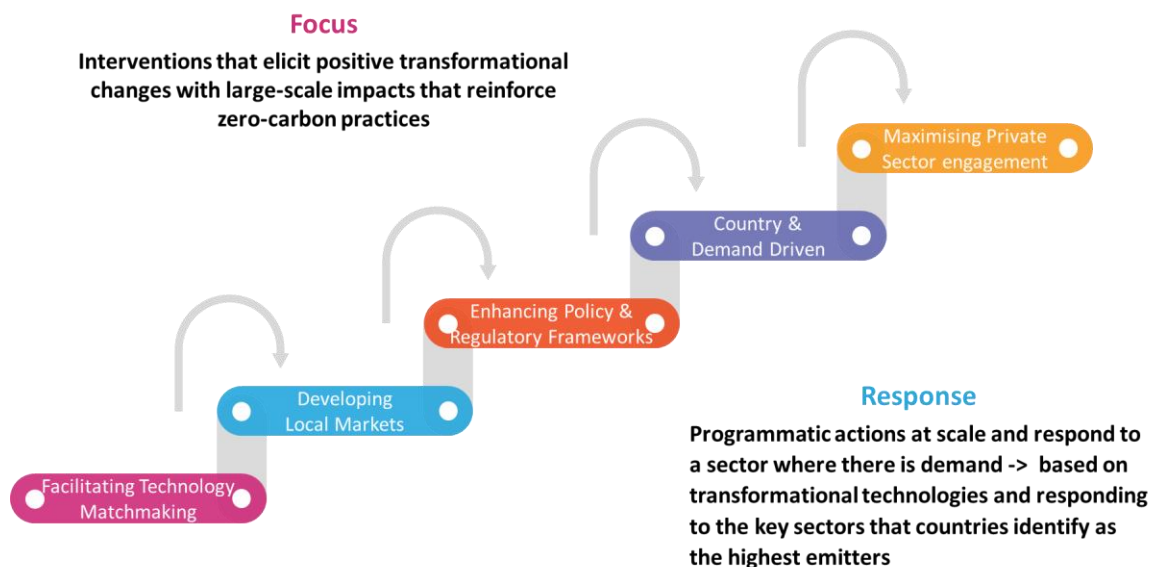 Focus
Interventions that elicit positive transformational
changes with large-scale impacts that reinforce
zero-carbon practices
Maximising Private
Sector engagement
Country &
Demand Driven
Enhancing Policy &
Regulatory Frameworks
Developing
Local Markets
Facilitating Technology
Matchmaking
Response
Programmatic actions at scale and respond to
a sector where there is demand -> based on
transformational technologies and responding
to the key sectors that countries identify as
the highest emitters